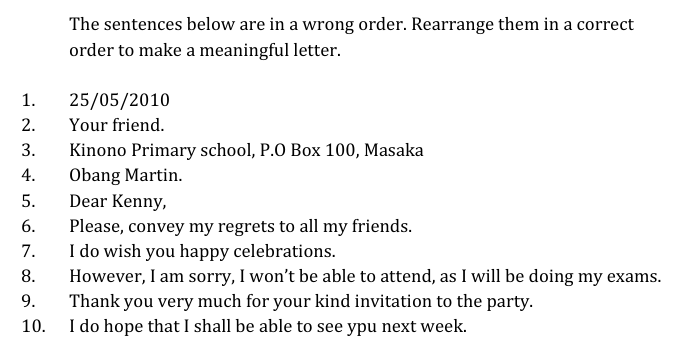 The sentences below are in a wrong order. Rearrange them in a correct
order to make a meaningful letter.
1. 25/05/2010
2. Your friend.
3. Kinono Primary school, P.O Box 100, Masaka
4. Obang Martin.
5. Dear Kenny,
6. Please, convey my regrets to all my friends.
7. I do wish you happy celebrations.
8. However, I am sorry, I won’t be able to attend, as I will be doing my exams.
9. Thank you very much for your kind invitation to the party.
10. I do hope that I shall be able to see ypu next week.